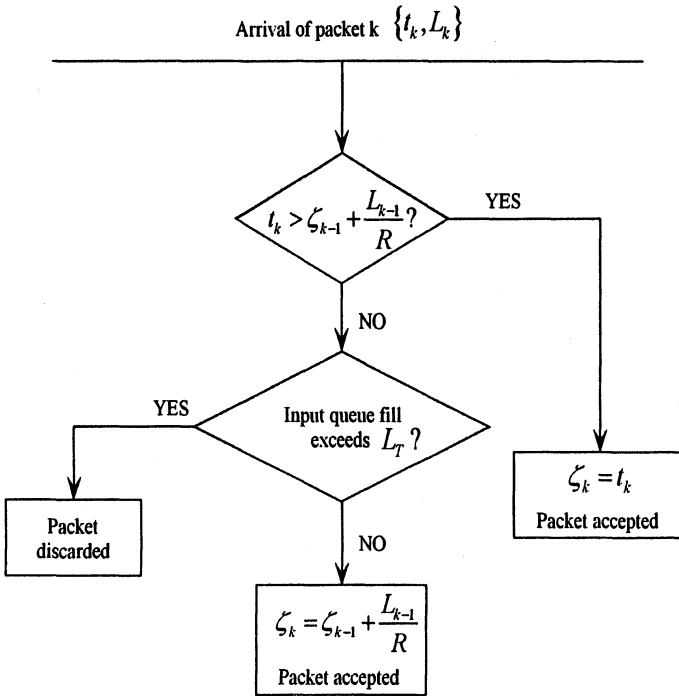 Arrival of packet k {t_k, L_k}
t_k > ζ_{k-1} + L_{k-1}/R ?
YES
NO
YES
Input queue fill
exceeds L_T ?
ζ_k = t_k
Packet accepted
Packet
discarded
NO
ζ_k = ζ_{k-1} + L_{k-1}/R
Packet accepted